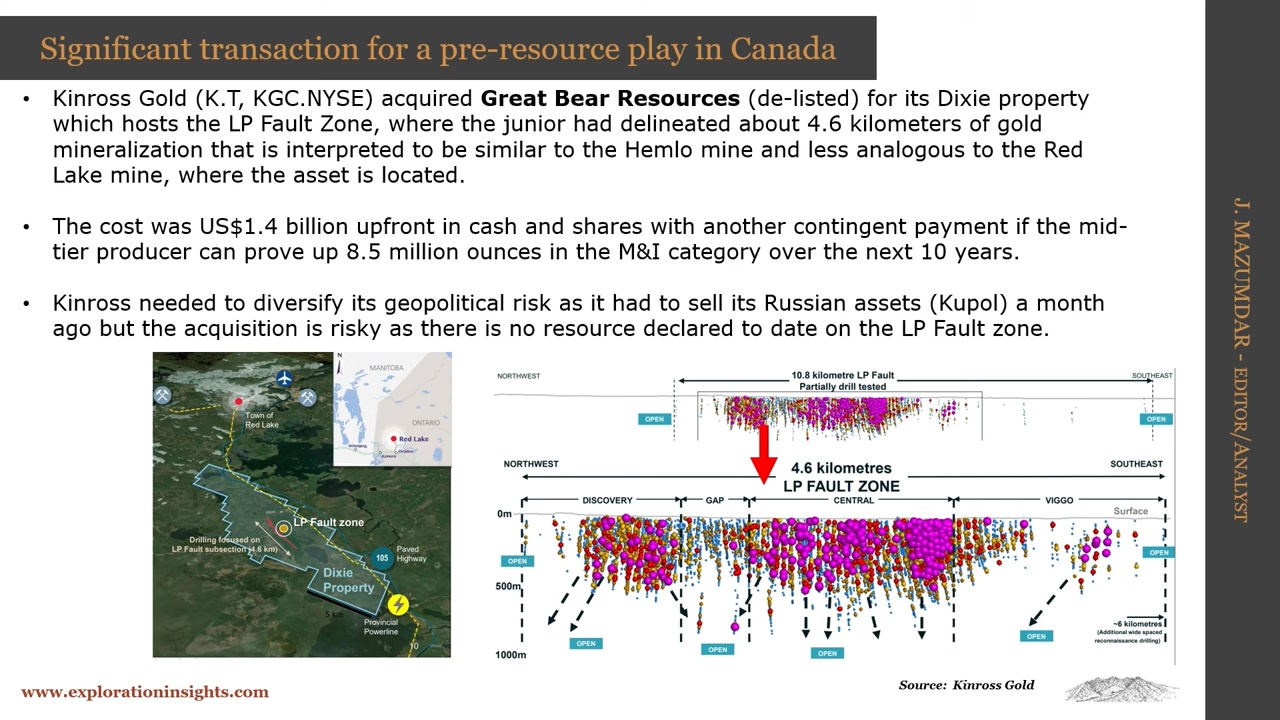 Significant transaction for a pre-resource play in Canada
• Kinross Gold (K.T, KGC.NYSE) acquired Great Bear Resources (de-listed) for its Dixie property
which hosts the LP Fault Zone, where the junior had delineated about 4.6 kilometers of gold
mineralization that is interpreted to be similar to the Hemlo mine and less analogous to the Red
Lake mine, where the asset is located.
• The cost was US$1.4 billion upfront in cash and shares with another contingent payment if the mid-
tier producer can prove up 8.5 million ounces in the M&I category over the next 10 years.
• Kinross needed to diversify its geopolitical risk as it had to sell its Russian assets (Kupol) a month
ago but the acquisition is risky as there is no resource declared to date on the LP Fault zone.
N
MANITOBA
ONTARIO
Red Lake
Winnipeg
Kenora
Dryden
Town of
Red Lake
LP Fault zone
Drilling focused on
LP Fault subsection (4.6 km)
105
Paved
Highway
Dixie
Property
5 km
Provincial
Powerline
10
NORTHWEST
10.8 kilometre LP Fault
Partially drill tested
SOUTHEAST
OPEN
OPEN
NORTHWEST
4.6 kilometres
LP FAULT ZONE
SOUTHEAST
DISCOVERY
GAP
CENTRAL
VIGGO
0m
Surface
OPEN
OPEN
500m
OPEN
OPEN
OPEN
OPEN
~6 kilometres
(Additional wide spaced
reconnaissance drilling)
1000m
Source: Kinross Gold
www.explorationinsights.com
J. MAZUMDAR - EDITOR/ANALYST